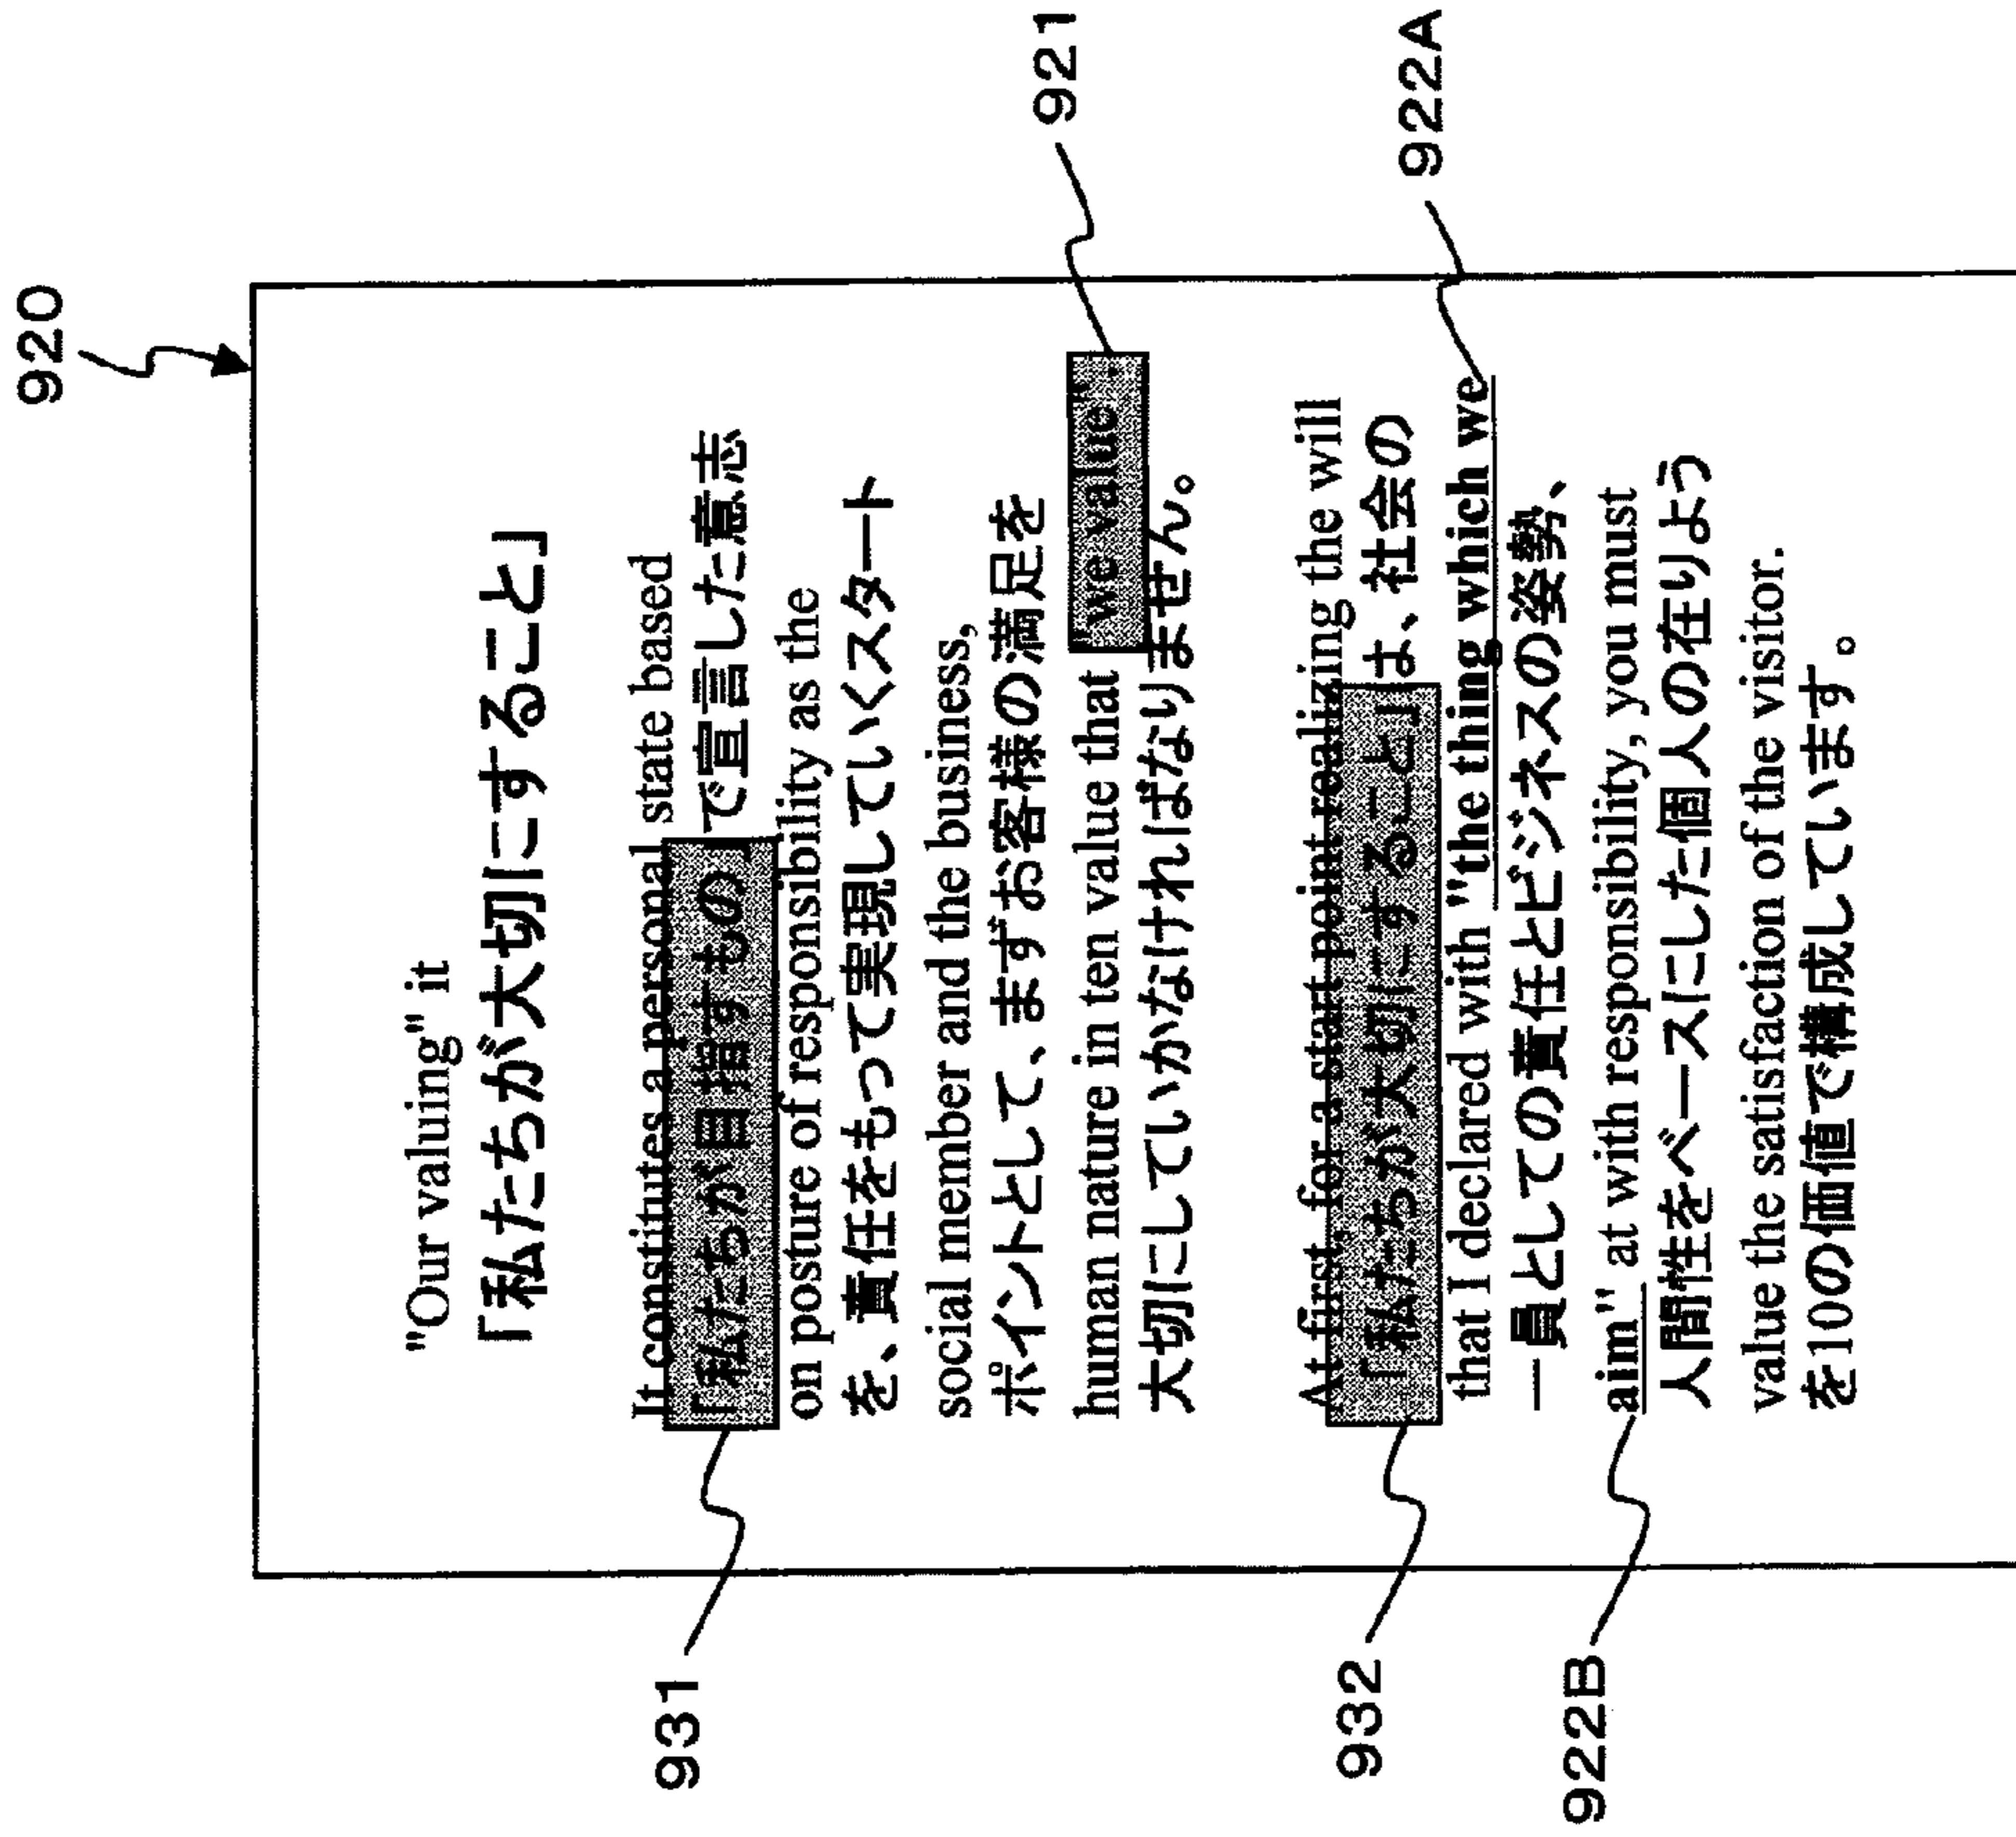 920
"Our valuing" it
「私たちが大切にすること」
It constitutes a personal state based
「私たちが目指すもの」で宣言した意志
931
on posture of responsibility as the
を、責任をもって実現していくスタート
social member and the business,
ポイントとして、まずお客様の満足を
human nature in ten value that "we value".
921
大切にしていかなければなりません。
At first, for a start point realizing the will
「私たちが大切にすること」は、社会の
932
that I declared with "the thing which we
922A
一員としての責任とビジネスの姿勢、
aim" at with responsibility, you must
922B
人間性をベースにした個人の在りよう
value the satisfaction of the visitor.
を10の価値で構成しています。